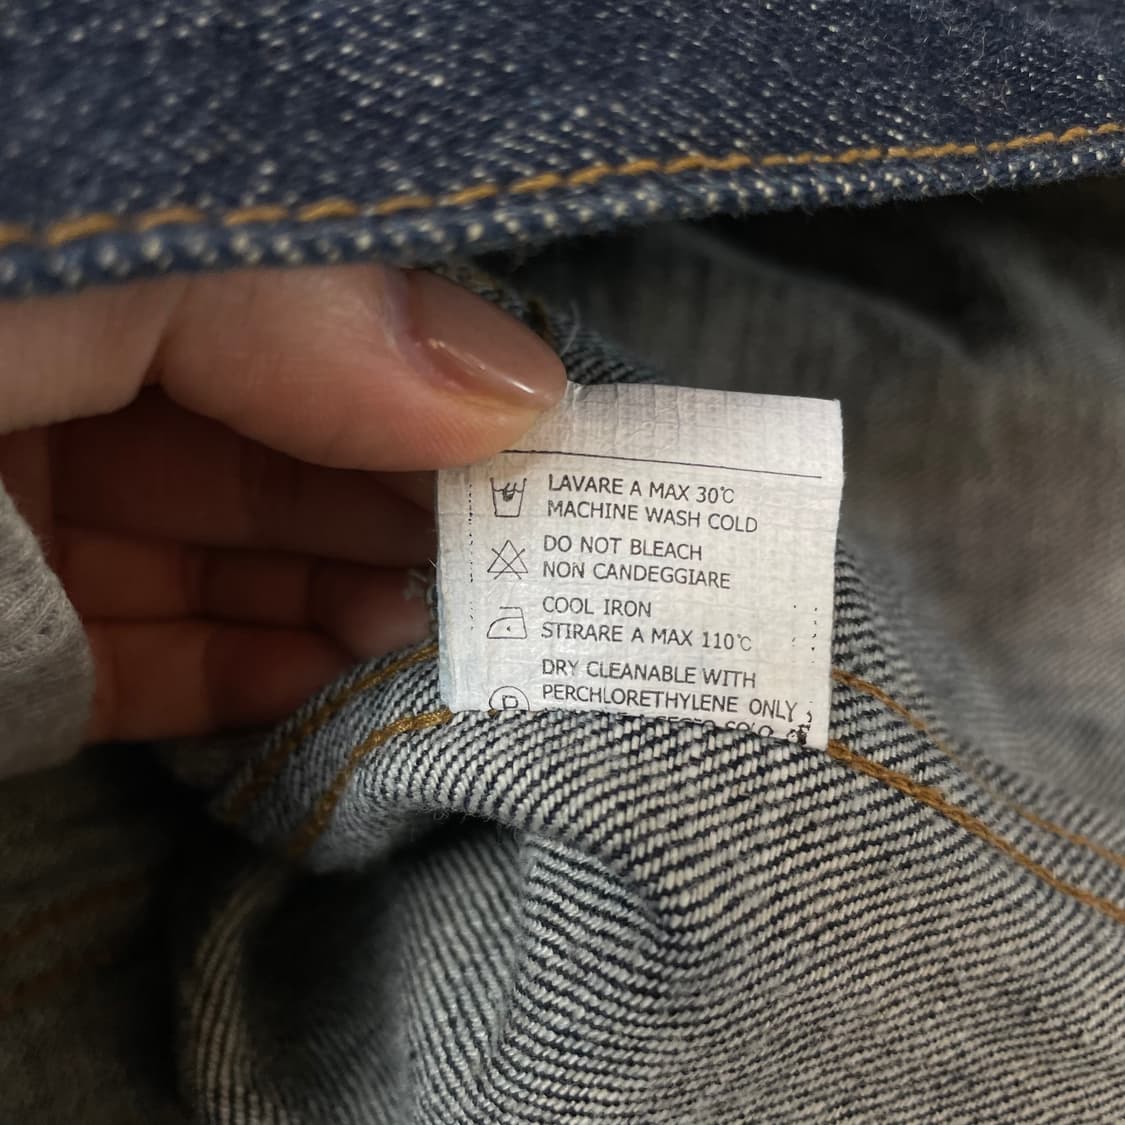 LAVARE A MAX 30°C
MACHINE WASH COLD
DO NOT BLEACH
NON CANDEGGIARE
COOL IRON
STIRARE A MAX 110°C
DRY CLEANABLE WITH
PERCHLORETHYLENE ONLY
P